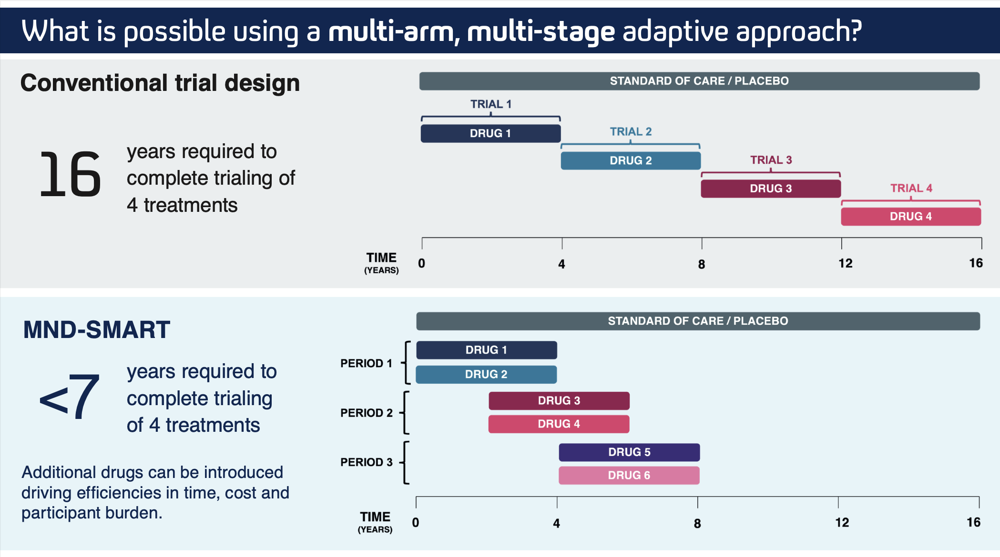 What is possible using a multi-arm, multi-stage adaptive approach?
Conventional trial design
16
years required to
complete trialing of
4 treatments
STANDARD OF CARE / PLACEBO
TRIAL 1
DRUG 1
TRIAL 2
DRUG 2
TRIAL 3
DRUG 3
TRIAL 4
DRUG 4
TIME
(YEARS)
0 4 8 12 16
MND-SMART
<7
years required to
complete trialing
of 4 treatments
Additional drugs can be introduced
driving efficiencies in time, cost and
participant burden.
STANDARD OF CARE / PLACEBO
PERIOD 1
DRUG 1
DRUG 2
PERIOD 2
DRUG 3
DRUG 4
PERIOD 3
DRUG 5
DRUG 6
TIME
(YEARS)
0 4 8 12 16